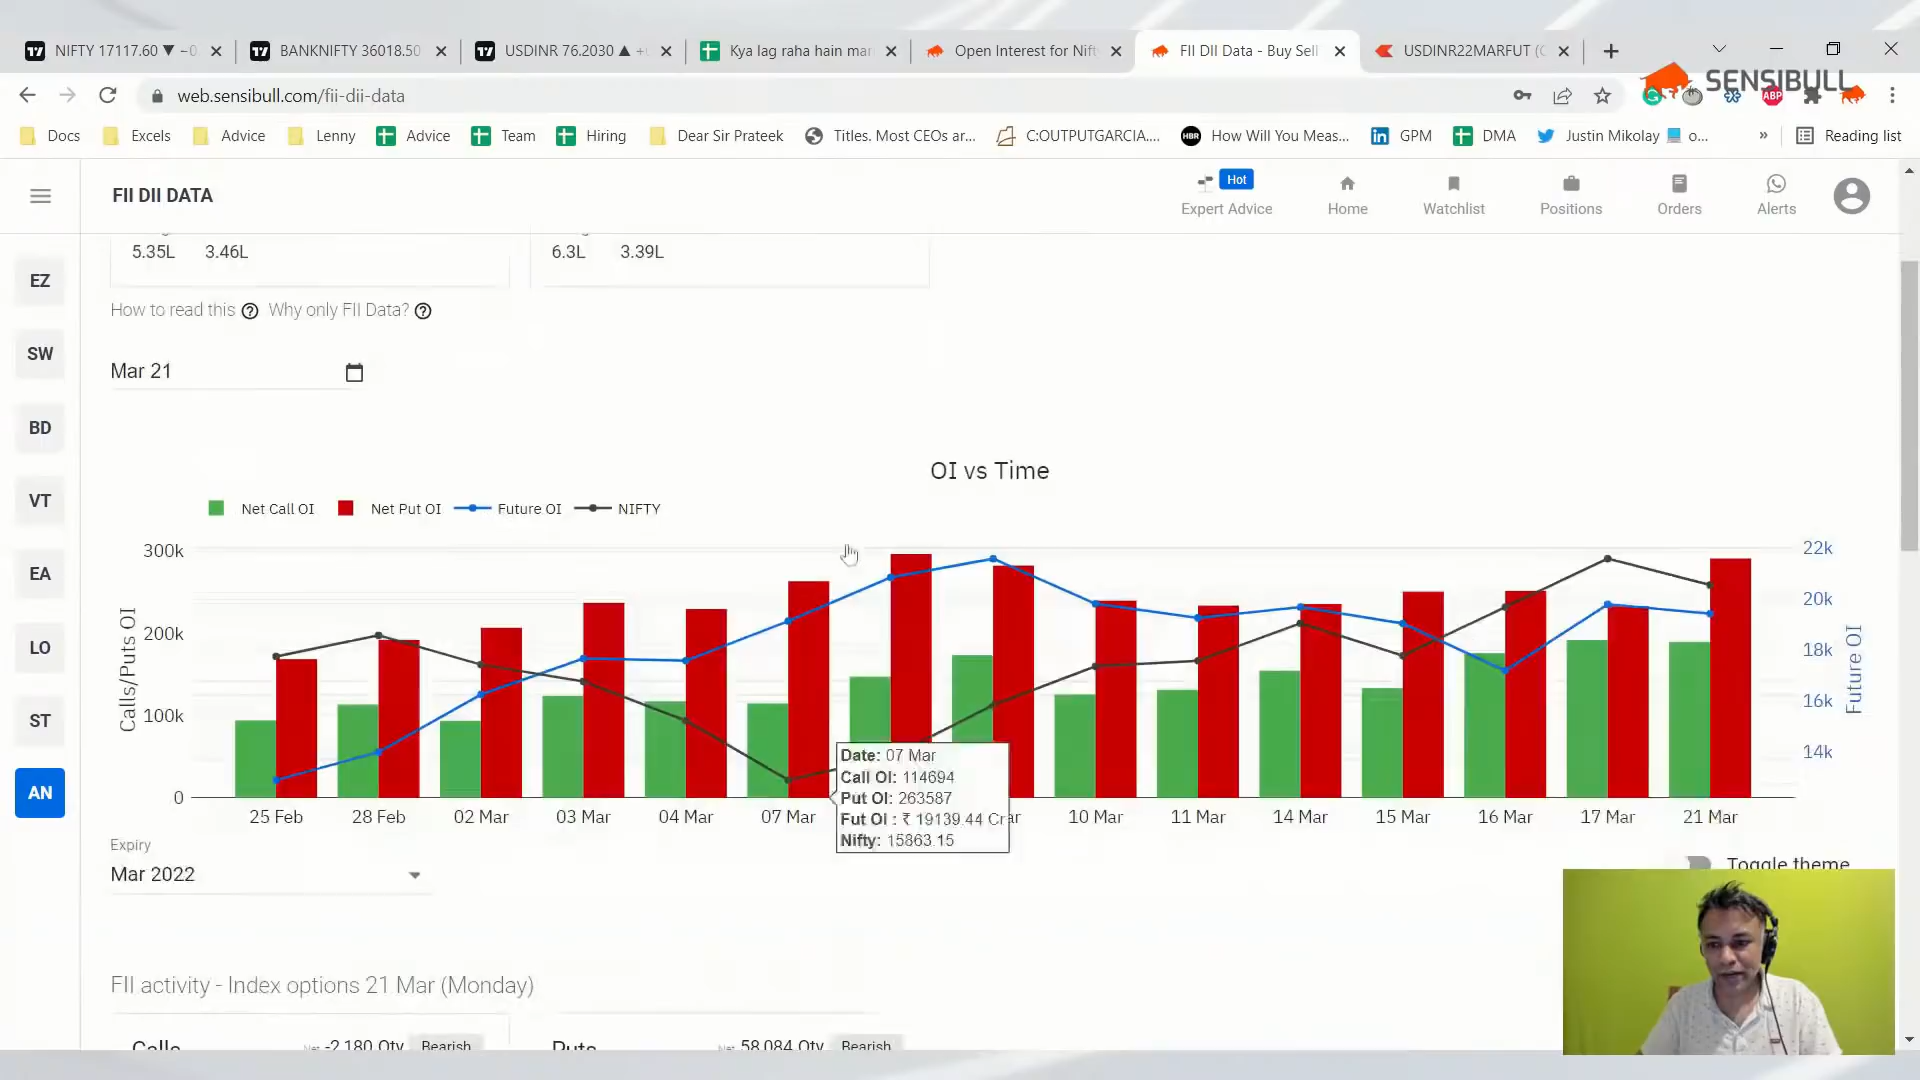 NIFTY 17117.60 ▼ −0
BANKNIFTY 36018.50
USDINR 76.2030 ▲ +
Kya lag raha hain mar
Open Interest for Nift
FII DII Data - Buy Sell
USDINR22MARFUT (C
SENSIBULL
web.sensibull.com/fii-dii-data
ABP
Docs
Excels
Advice
Lenny
Advice
Team
Hiring
Dear Sir Prateek
Titles. Most CEOs ar...
C:OUTPUTGARCIA....
HBR
How Will You Meas...
in
GPM
DMA
Justin Mikolay 💻 o...
»
Reading list
FII DII DATA
Hot
Expert Advice
Home
Watchlist
Positions
Orders
Alerts
EZ
SW
BD
VT
EA
LO
ST
AN
5.35L 3.46L
6.3L 3.39L
How to read this ? Why only FII Data? ?
Mar 21
OI vs Time
Net Call OI Net Put OI Future OI NIFTY
Calls/Puts OI
300k
200k
100k
0
22k
20k
18k
16k
14k
Future OI
Date: 07 Mar
Call OI: 114694
Put OI: 263587
Fut OI : ₹ 19139.44 Cr
Nifty: 15863.15
25 Feb 28 Feb 02 Mar 03 Mar 04 Mar 07 Mar ar 10 Mar 11 Mar 14 Mar 15 Mar 16 Mar 17 Mar 21 Mar
Expiry
Mar 2022
Toggle theme
FII activity - Index options 21 Mar (Monday)
Calls Net -2,180 Qty Bearish
Puts Net 58,084 Qty Bearish